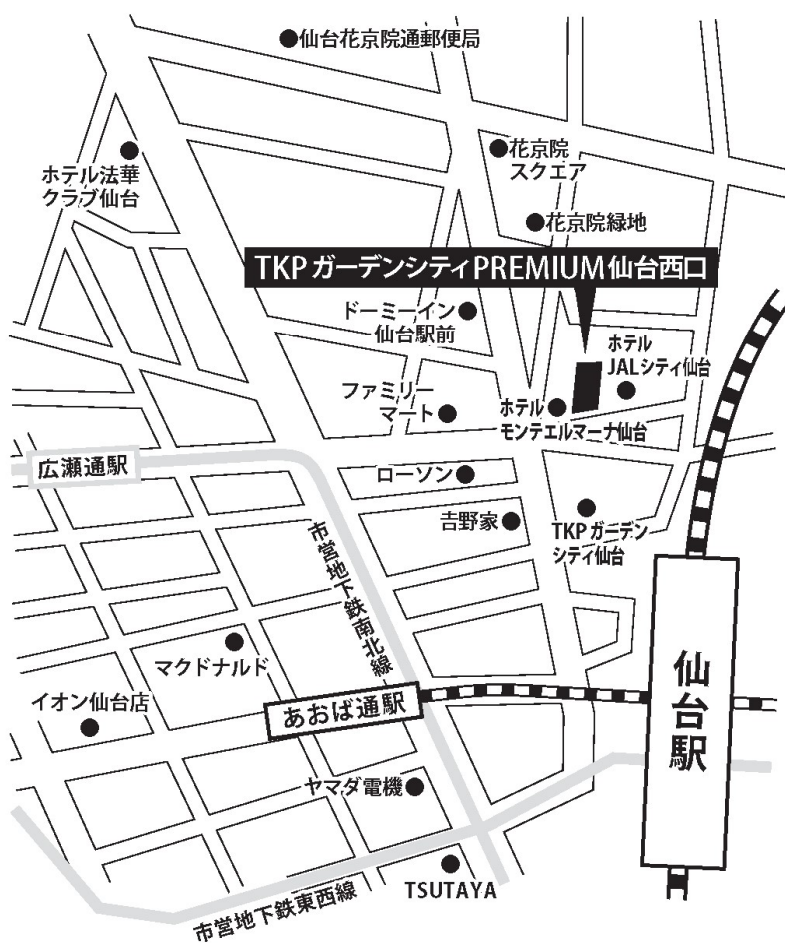 仙台花京院通郵便局
花京院
スクエア
ホテル法華
クラブ仙台
花京院緑地
TKPガーデンシティPREMIUM仙台西口
ドーミーイン
仙台駅前
ホテル
JALシティ仙台
ファミリー
マート
ホテル
モンテエルマーナ仙台
広瀬通駅
ローソン
𠮷野家
TKPガーデン
シティ仙台
市営地下鉄南北線
マクドナルド
仙台駅
イオン仙台店
あおば通駅
ヤマダ電機
TSUTAYA
市営地下鉄東西線